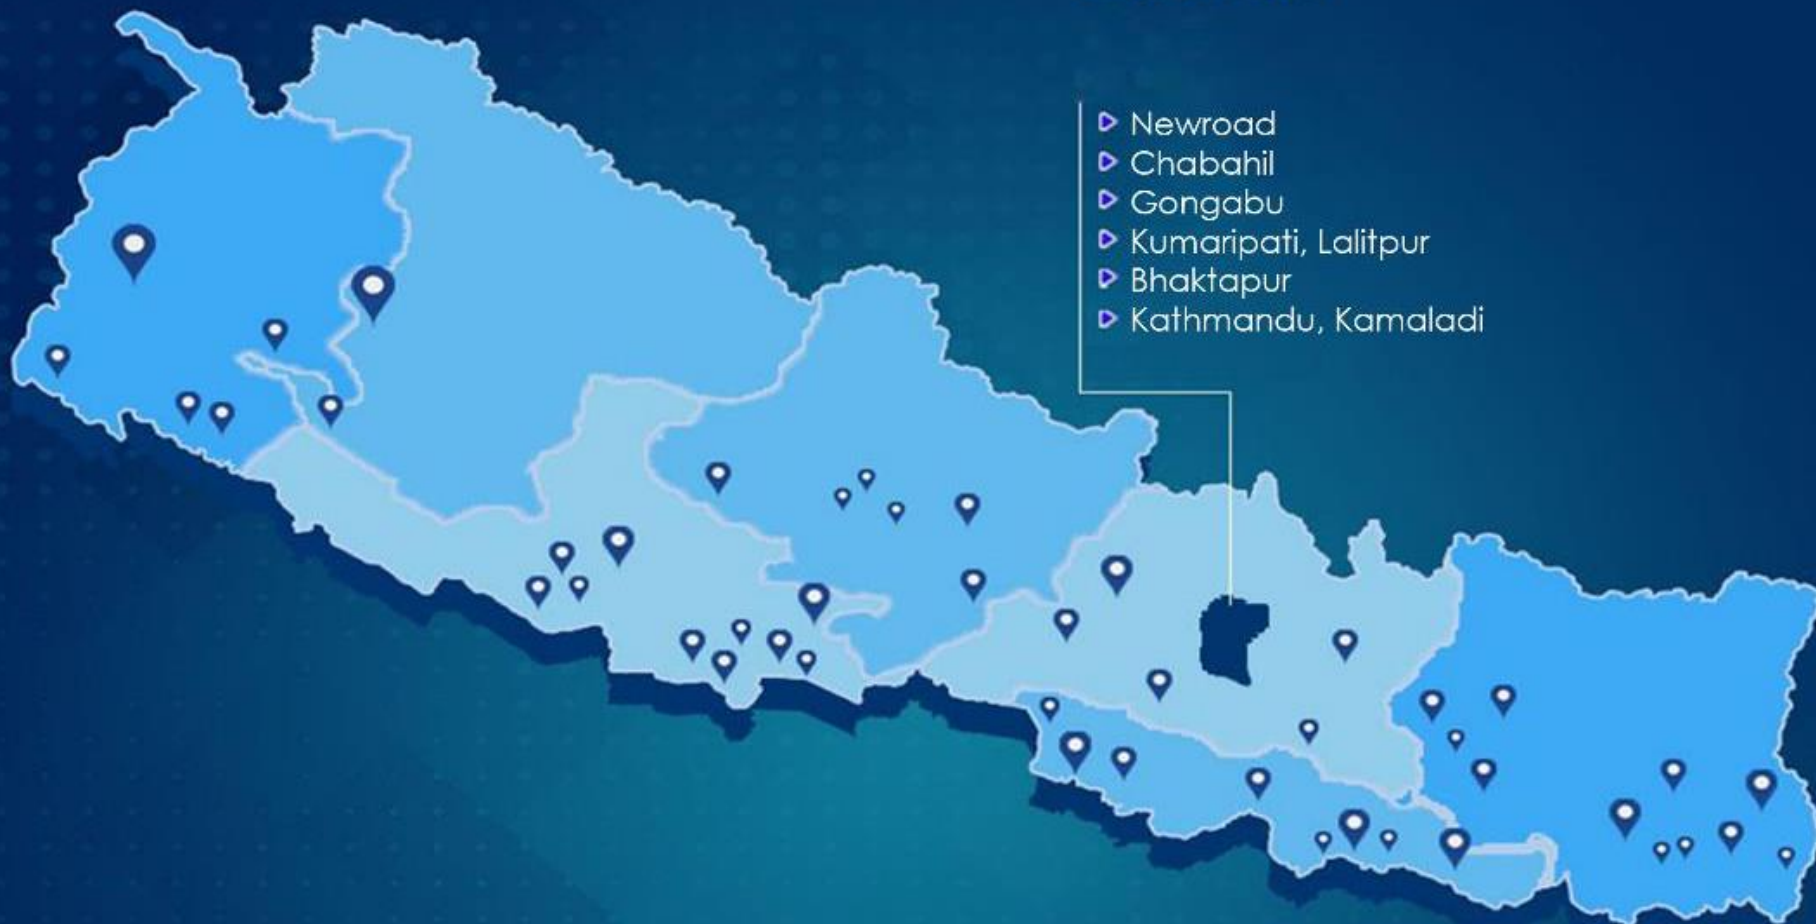 Newroad
Chabahil
Gongabu
Kumaripati, Lalitpur
Bhaktapur
Kathmandu, Kamaladi